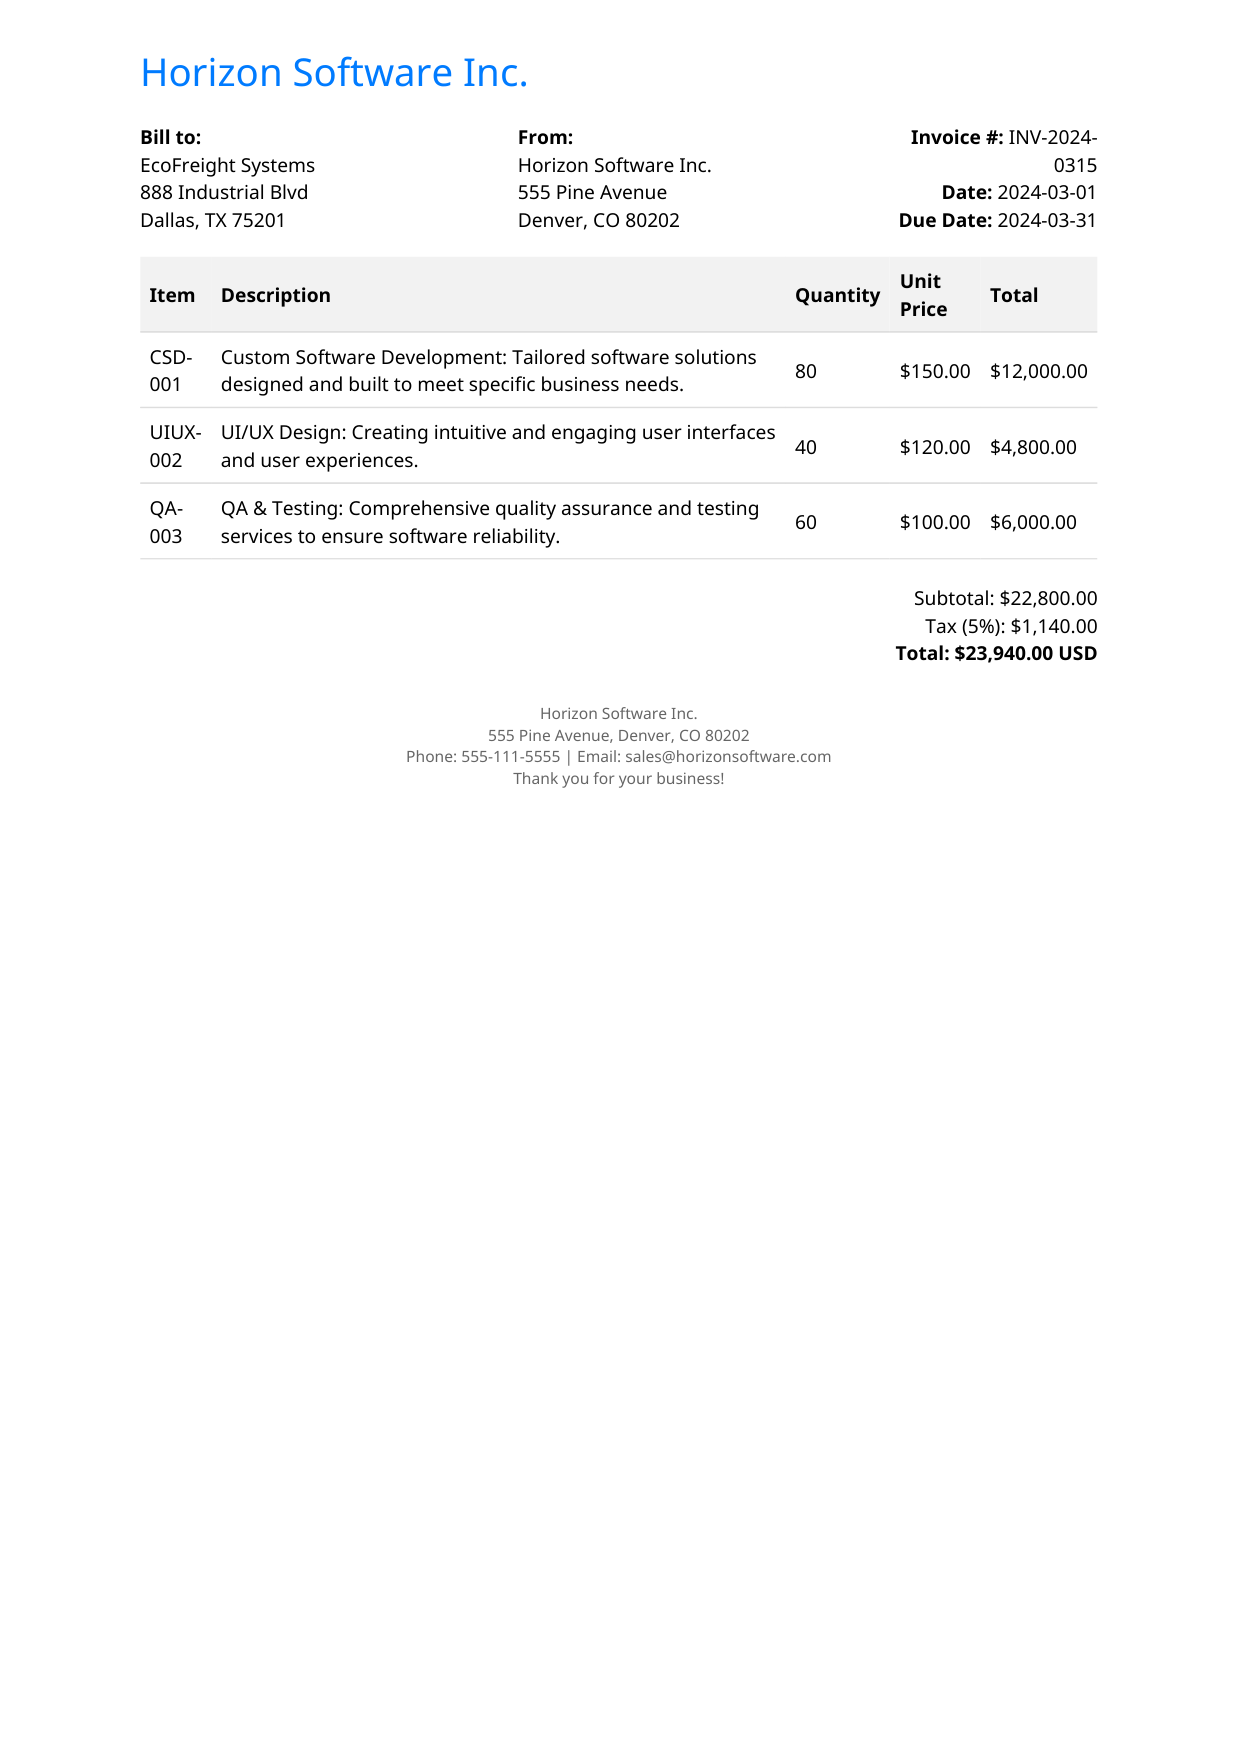 Horizon Software Inc.
Bill to:
EcoFreight Systems
888 Industrial Blvd
Dallas, TX 75201
From:
Horizon Software Inc.
555 Pine Avenue
Denver, CO 80202
Invoice #: INV-2024-
0315
Date: 2024-03-01
Due Date: 2024-03-31
Item Description Quantity Unit Price Total
CSD-001 Custom Software Development: Tailored software solutions designed and built to meet specific business needs. 80 $150.00 $12,000.00
UIUX-002 UI/UX Design: Creating intuitive and engaging user interfaces and user experiences. 40 $120.00 $4,800.00
QA-003 QA & Testing: Comprehensive quality assurance and testing services to ensure software reliability. 60 $100.00 $6,000.00
Subtotal: $22,800.00
Tax (5%): $1,140.00
Total: $23,940.00 USD
Horizon Software Inc.
555 Pine Avenue, Denver, CO 80202
Phone: 555-111-5555 | Email: sales@horizonsoftware.com
Thank you for your business!